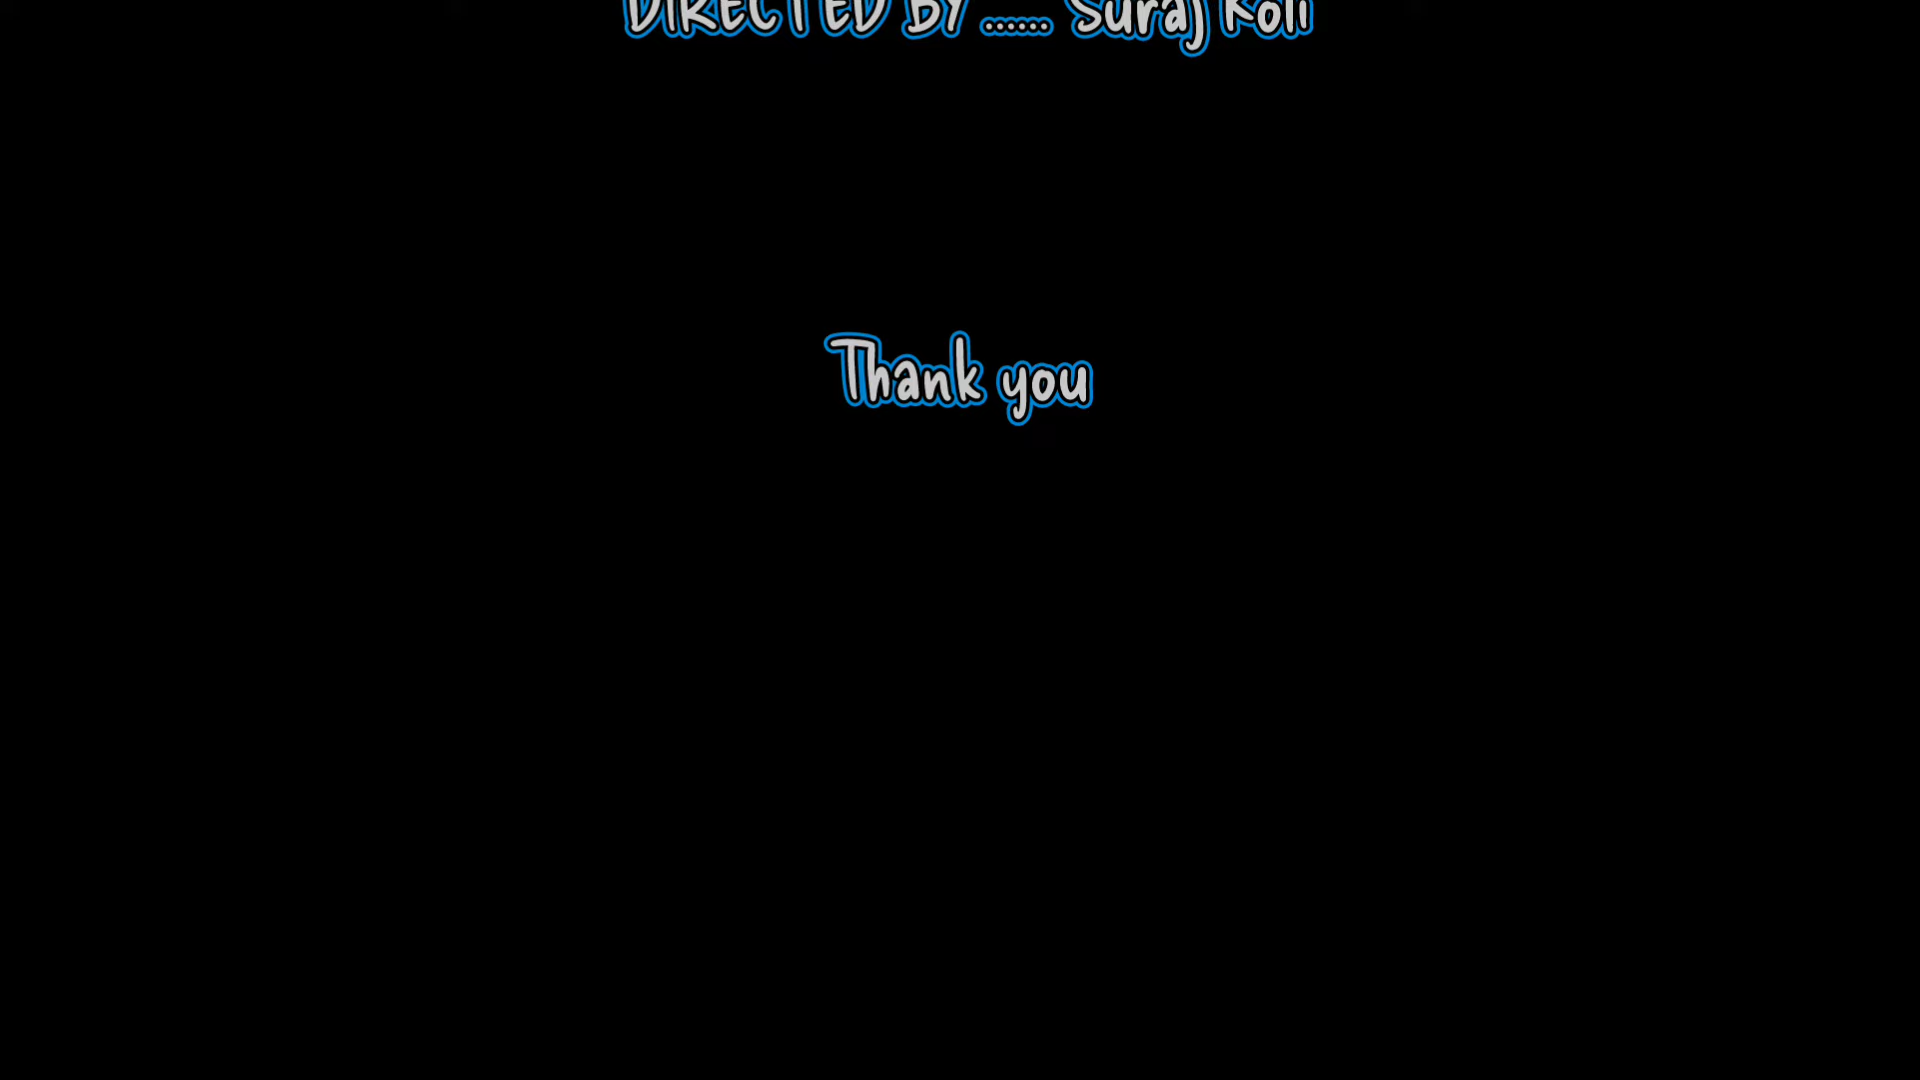 DIRECTED BY ...... Suraj Koli
Thank you